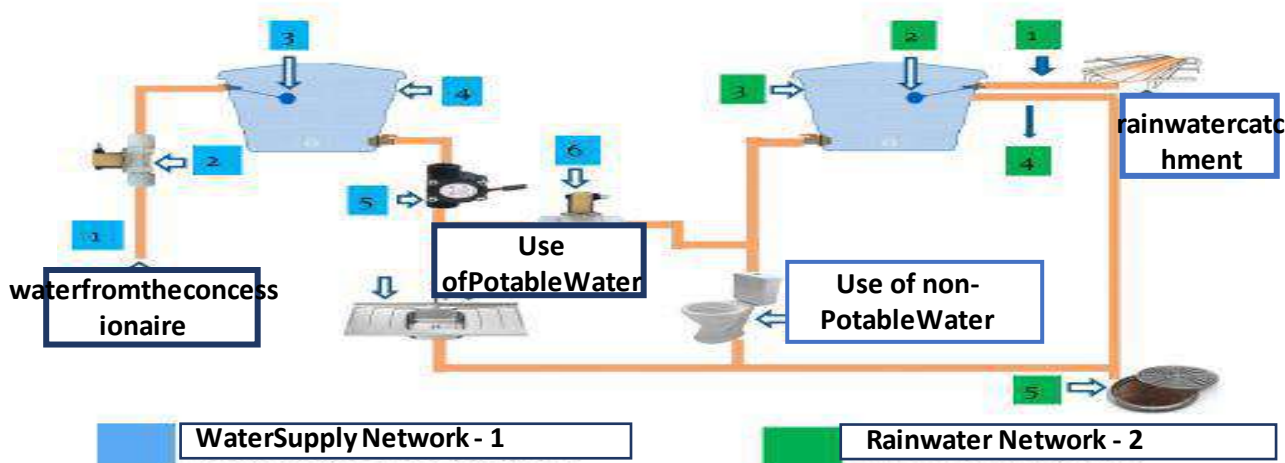 3
2
1
4
3
2
6
4
rainwatercatc
hment
5
1
Use
ofPotableWater
waterfromtheconcess
ionaire
Use of non-
PotableWater
5
WaterSupply Network - 1
Rainwater Network - 2